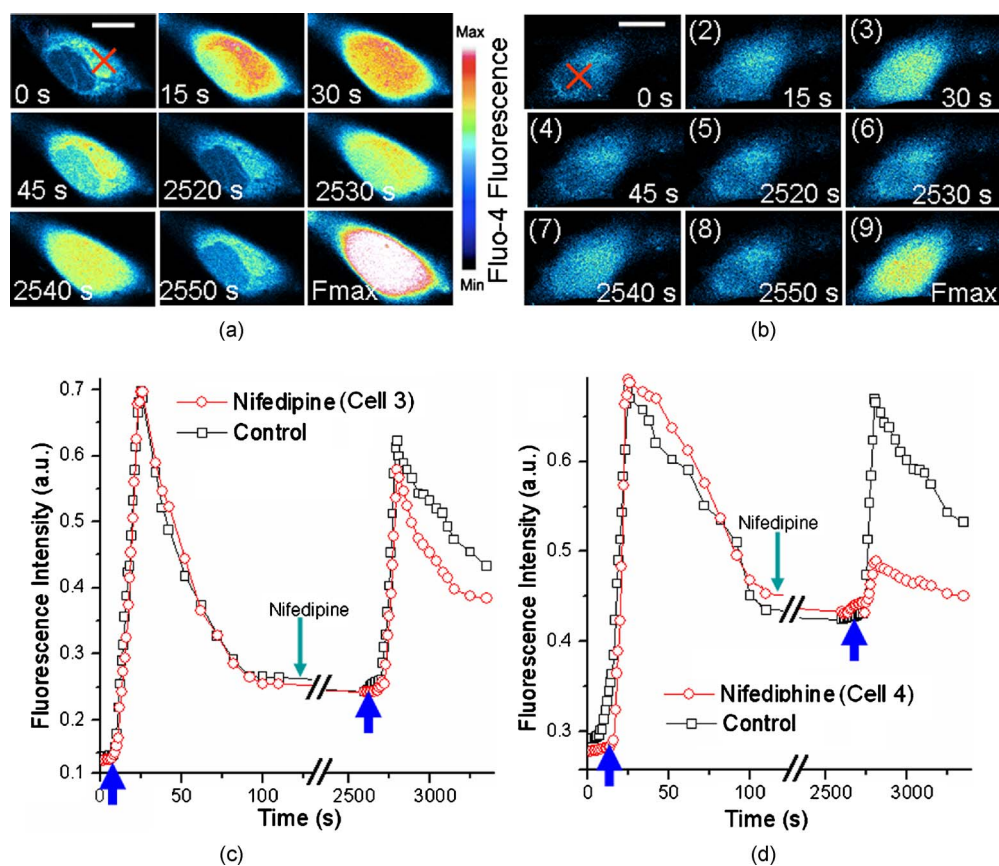 0 s
15 s
30 s
45 s
2520 s
2530 s
2540 s
2550 s
Fmax
Max
Fluo-4 Fluorescence
Min
(a)
0 s
(2)
15 s
(3)
30 s
(4)
45 s
(5)
2520 s
(6)
2530 s
(7)
2540 s
(8)
2550 s
(9)
Fmax
(b)
Fluorescence Intensity (a.u.)
0.7
0.6
0.5
0.4
0.3
0.2
0.1
Nifedipine (Cell 3)
Control
Nifedipine
0
50
100
2500
3000
Time (s)
(c)
Fluorescence Intensity (a.u.)
0.6
0.5
0.4
0.3
Nifedipine
Nifediphine (Cell 4)
Control
0
50
100
2500
3000
Time (s)
(d)